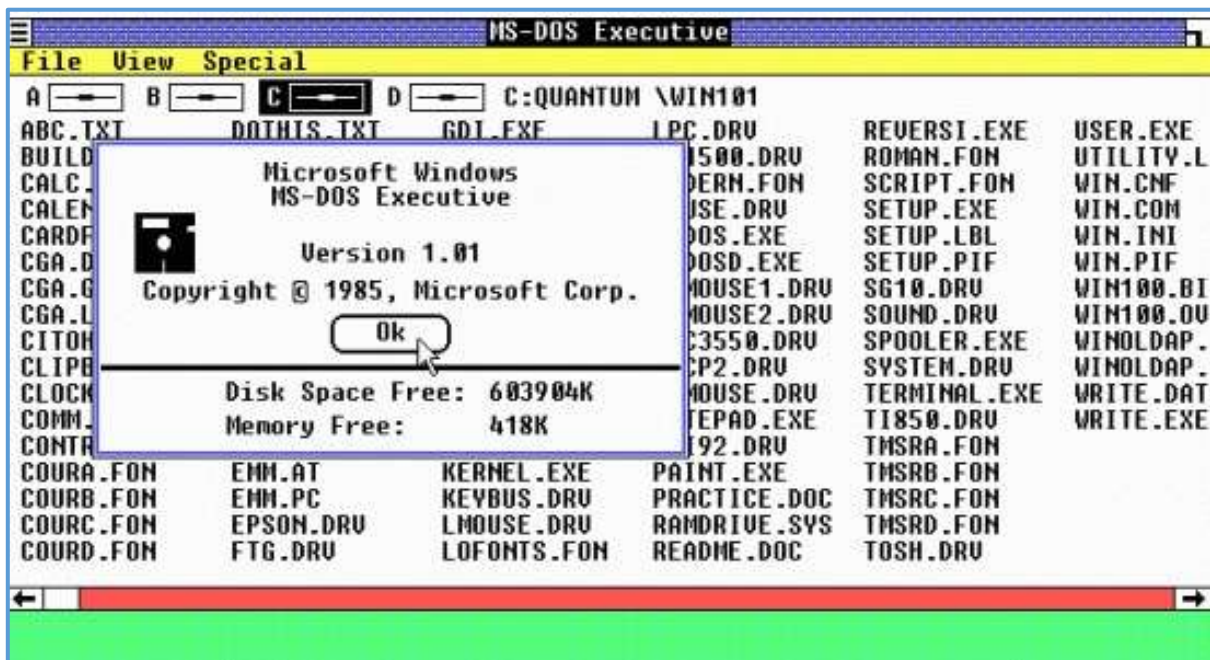 MS-DOS Executive
File View Special
A B C D C:QUANTUM \WIN101
ABC.TXT DOTHIS.TXT GDI.EXE LPC.DRV REVERSI.EXE USER.EXE
BUILD 1500.DRV ROMAN.FON UTILITY.L
CALC. DERN.FON SCRIPT.FON WIN.CNF
CALEN USE.DRV SETUP.EXE WIN.COM
CARDF DOS.EXE SETUP.LBL WIN.INI
CGA.D DOSD.EXE SETUP.PIF WIN.PIF
CGA.G MOUSE1.DRV SG10.DRV WIN100.BI
CGA.L MOUSE2.DRV SOUND.DRV WIN100.OV
CITOH C3550.DRV SPOOLER.EXE WINOLDAP.
CLIPB CP2.DRV SYSTEM.DRV WINOLDAP.
CLOCK MOUSE.DRV TERMINAL.EXE WRITE.DAT
COMM. TEPAD.EXE TI850.DRV WRITE.EXE
CONTR 192.DRV TMSRA.FON
COURA.FON EMM.AT KERNEL.EXE PAINT.EXE TMSRB.FON
COURB.FON EMM.PC KEYBUS.DRV PRACTICE.DOC TMSRC.FON
COURC.FON EPSON.DRV LMOUSE.DRV RAMDRIVE.SYS TMSRD.FON
COURD.FON FTG.DRV LOFONTS.FON README.DOC TOSH.DRV
Microsoft Windows
MS-DOS Executive
Version 1.01
Copyright © 1985, Microsoft Corp.
Ok
Disk Space Free: 603904K
Memory Free: 418K